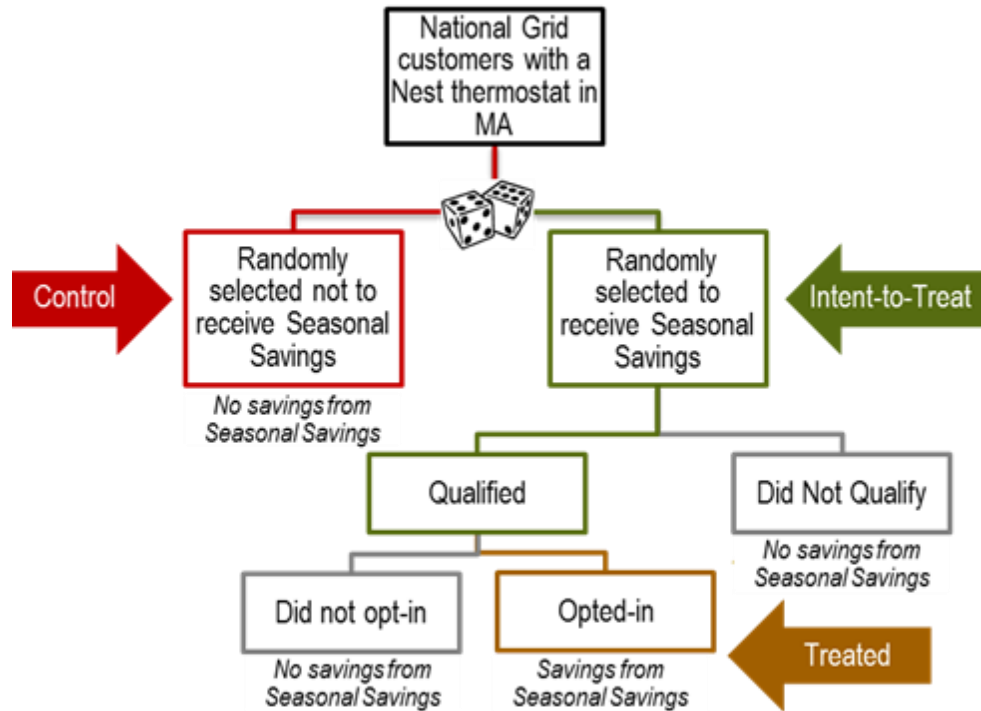 National Grid
customers with a
Nest thermostat in
MA
Control
Randomly
selected not to
receive Seasonal
Savings
No savings from
Seasonal Savings
Randomly
selected to
receive Seasonal
Savings
Intent-to-Treat
Qualified
Did Not Qualify
No savings from
Seasonal Savings
Did not opt-in
No savings from
Seasonal Savings
Opted-in
Savings from
Seasonal Savings
Treated